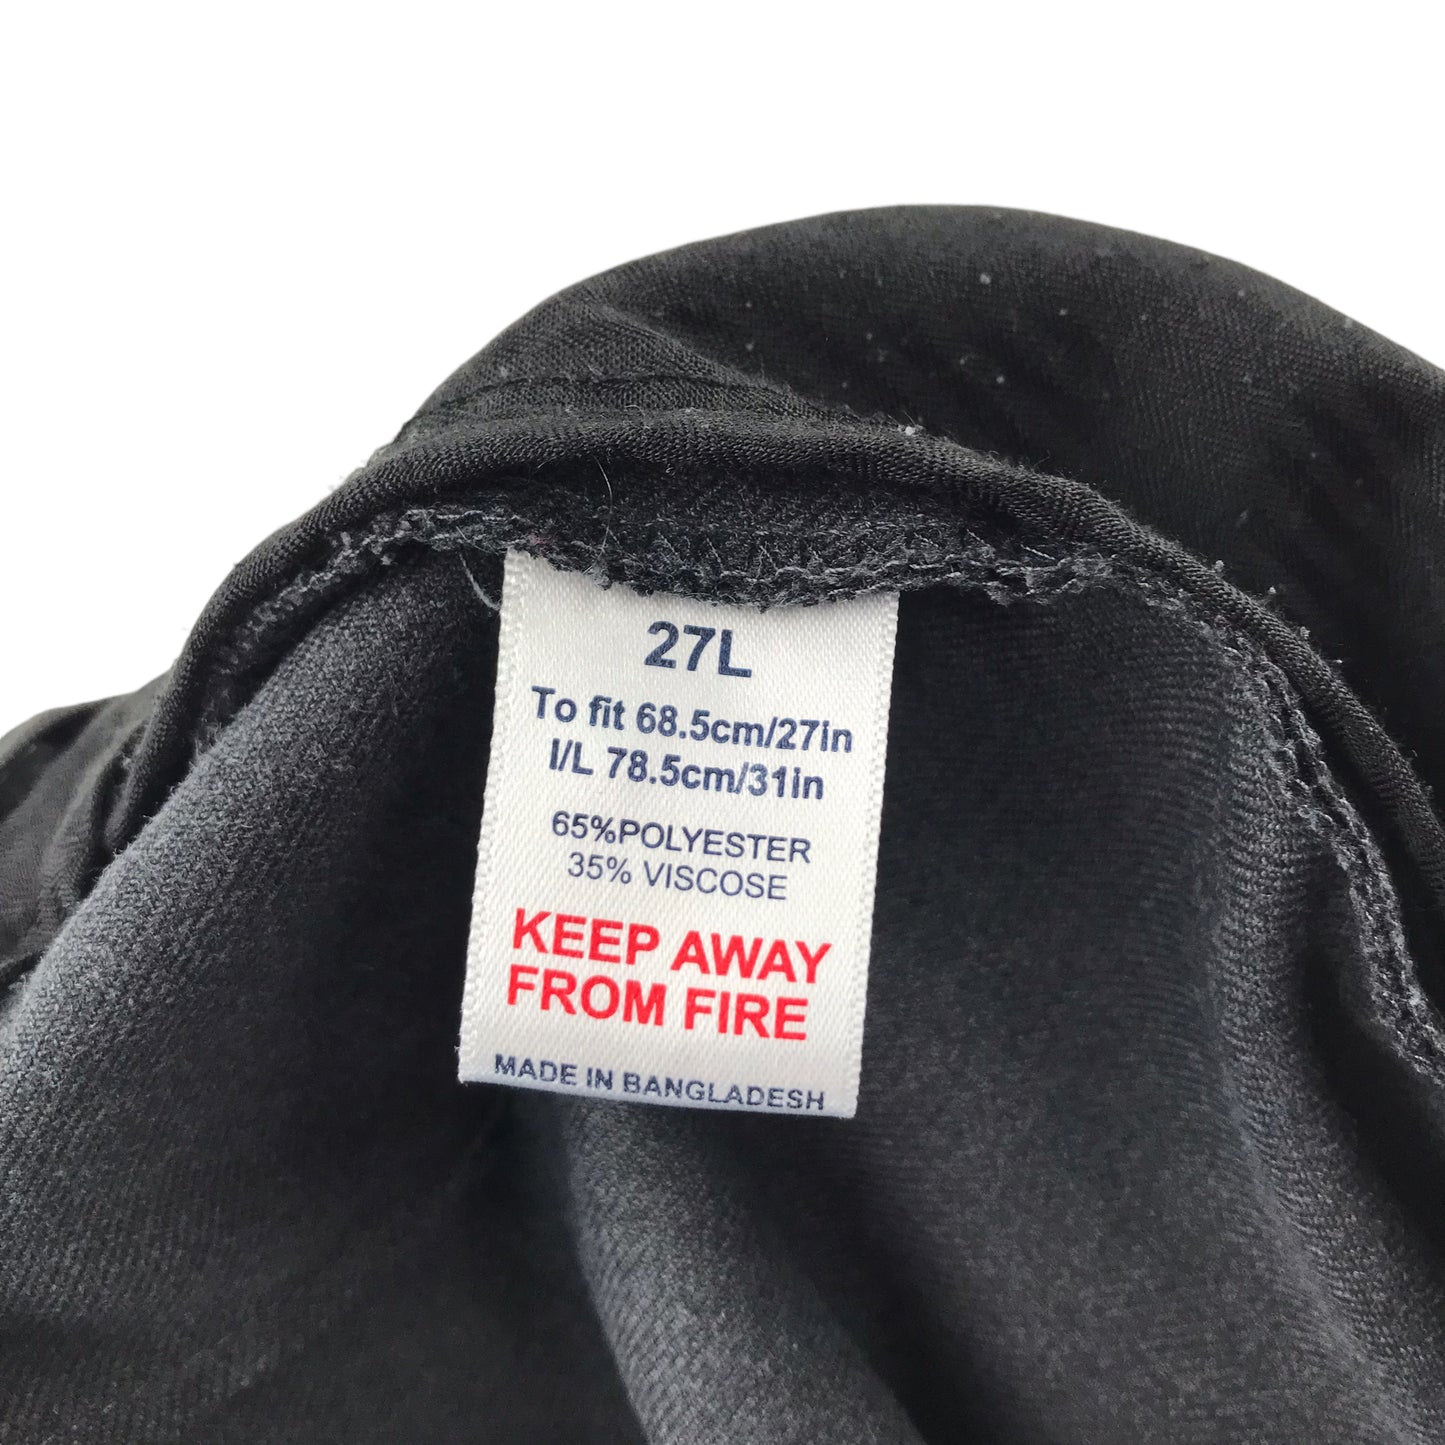 27L
To fit 68.5cm/27in
I/L 78.5cm/31in
65%POLYESTER
35% VISCOSE
KEEP AWAY
FROM FIRE
MADE IN BANGLADESH